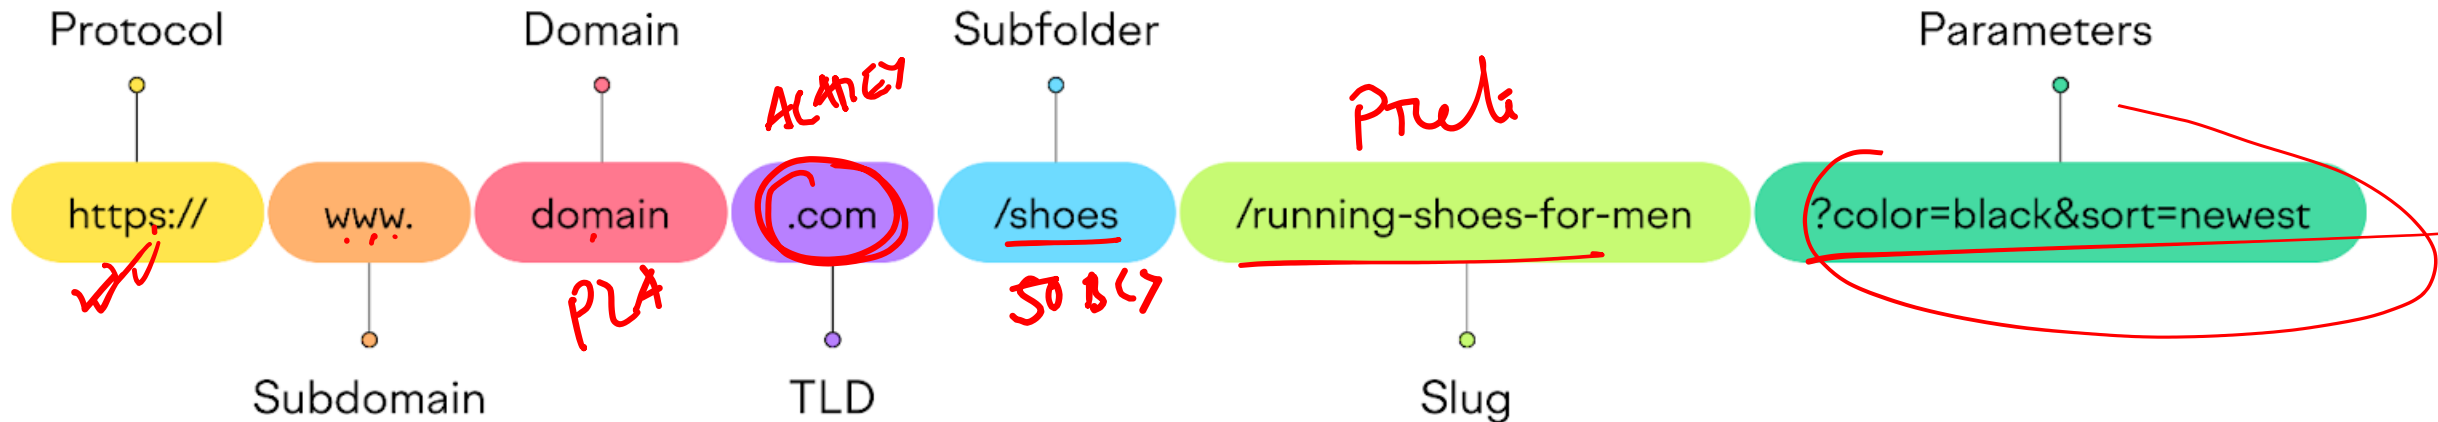 Protocol Domain Subfolder Parameters
https:// www. domain .com /shoes /running-shoes-for-men ?color=black&sort=newest
PLA
Subdomain TLD Slug